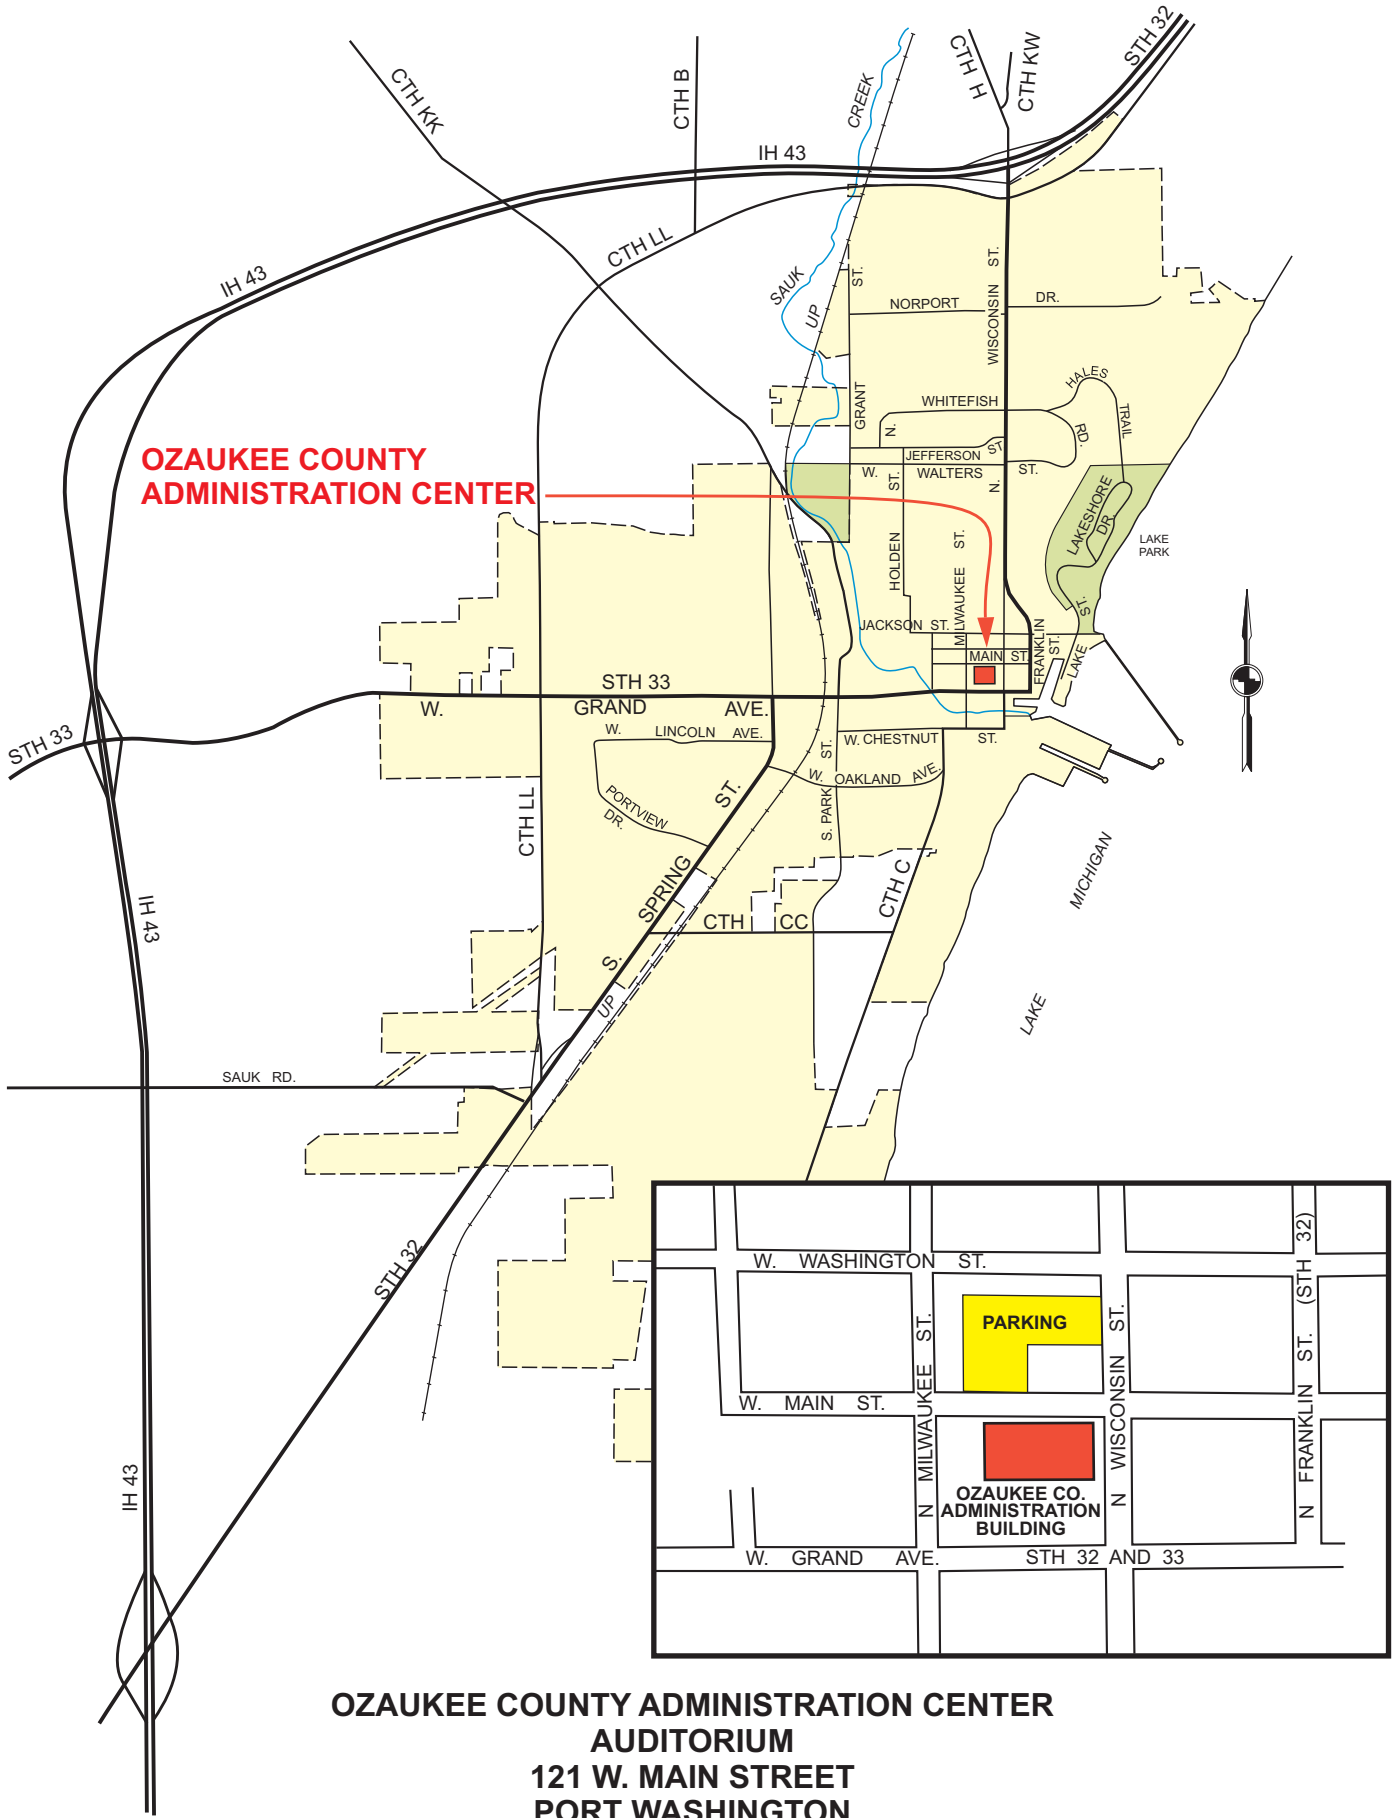 STH 32
CTH H
CTH KW
CTH KK
CTH B
CREEK
IH 43
CTH LL
IH 43
SAUK
UP
ST.
NORPORT
DR.
WISCONSIN
ST.
HALES
TRAIL
WHITEFISH
RD.
GRANT
N.
JEFFERSON ST
W. WALTERS ST.
OZAUKEE COUNTY
ADMINISTRATION CENTER
ST.
N.
HOLDEN
MILWAUKEE ST.
LAKESHORE
DR.
LAKE
PARK
ST.
JACKSON ST.
MAIN ST.
FRANKLIN
ST.
LAKE
STH 33
W. GRAND AVE.
STH 33
W. LINCOLN AVE.
W. CHESTNUT ST.
W. OAKLAND AVE.
S. PARK ST.
PORTVIEW
DR.
CTH LL
S. SPRING ST.
CTH C
CTH CC
LAKE MICHIGAN
IH 43
UP
SAUK RD.
STH 32
IH 43
W. WASHINGTON ST.
PARKING
N MILWAUKEE ST.
N WISCONSIN ST.
N FRANKLIN ST. (STH 32)
W. MAIN ST.
OZAUKEE CO.
ADMINISTRATION
BUILDING
W. GRAND AVE. STH 32 AND 33
OZAUKEE COUNTY ADMINISTRATION CENTER
AUDITORIUM
121 W. MAIN STREET
PORT WASHINGTON